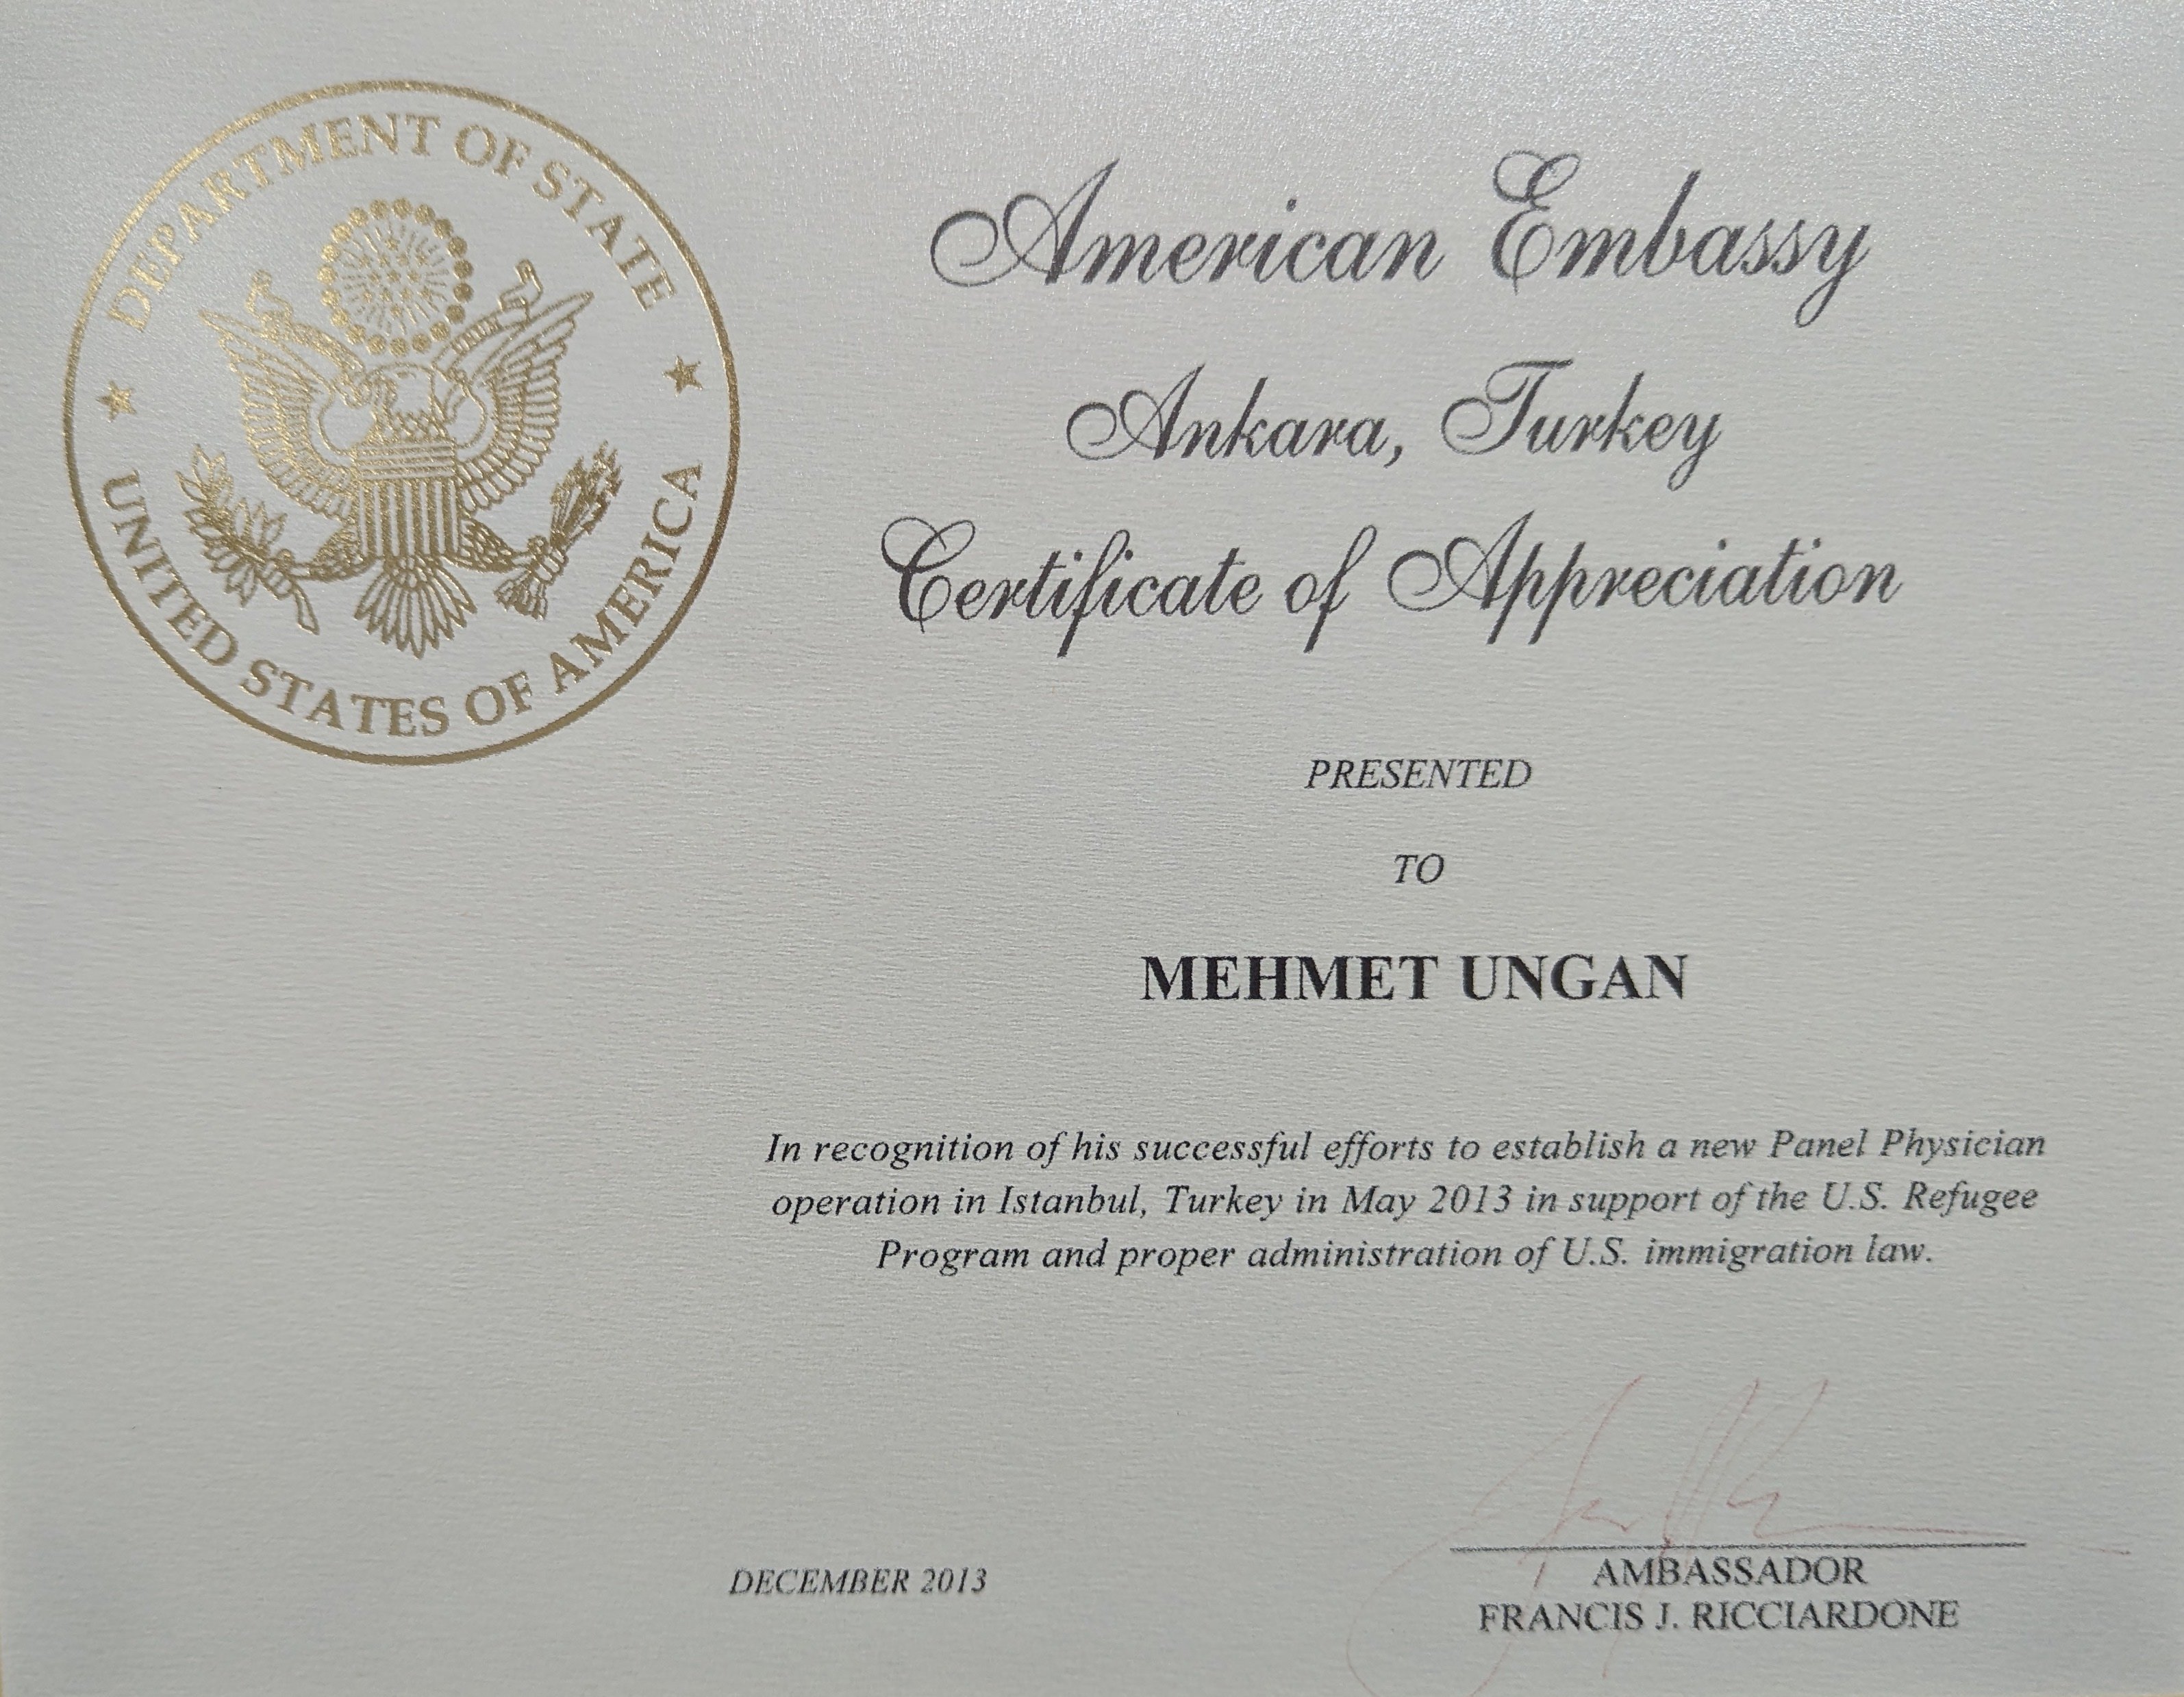 DEPARTMENT OF STATE
UNITED STATES OF AMERICA
American Embassy
Ankara, Turkey
Certificate of Appreciation
PRESENTED
TO
MEHMET UNGAN
In recognition of his successful efforts to establish a new Panel Physician
operation in Istanbul, Turkey in May 2013 in support of the U.S. Refugee
Program and proper administration of U.S. immigration law.
DECEMBER 2013
AMBASSADOR
FRANCIS J. RICCIARDONE